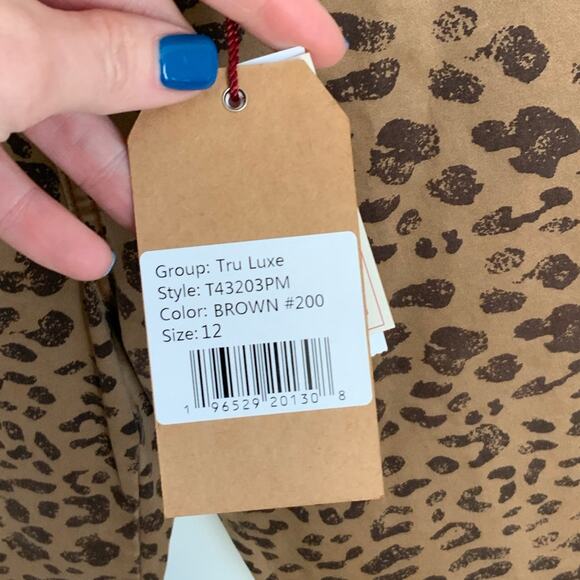 Group: Tru Luxe
Style: T43203PM
Color: BROWN #200
Size: 12
1 96529 20130 8